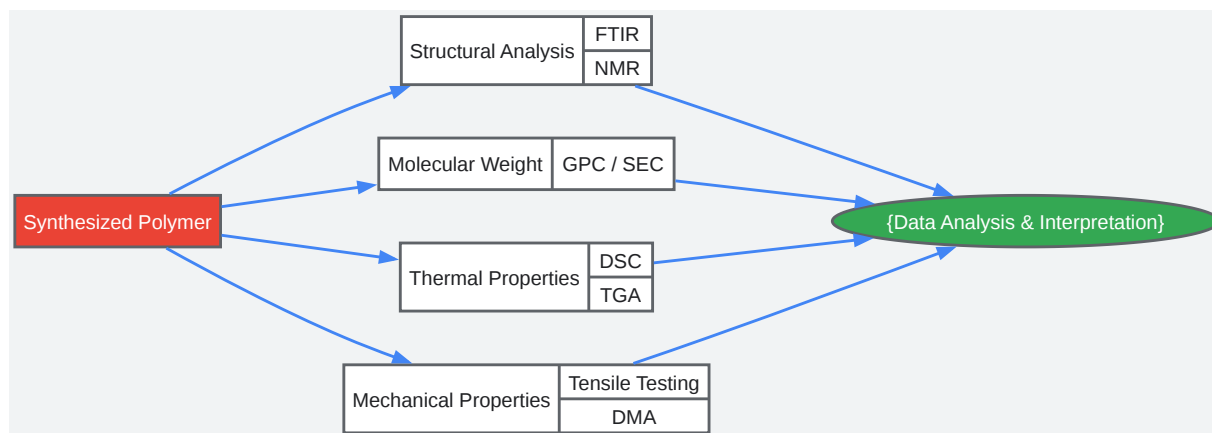 Structural Analysis
FTIR
NMR
Molecular Weight
GPC / SEC
Synthesized Polymer
{Data Analysis & Interpretation}
Thermal Properties
DSC
TGA
Mechanical Properties
Tensile Testing
DMA